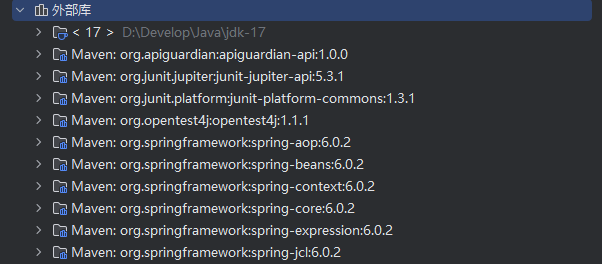 外部库
< 17 > D:\Develop\Java\jdk-17
Maven: org.apiguardian:apiguardian-api:1.0.0
Maven: org.junit.jupiter:junit-jupiter-api:5.3.1
Maven: org.junit.platform:junit-platform-commons:1.3.1
Maven: org.opentest4j:opentest4j:1.1.1
Maven: org.springframework:spring-aop:6.0.2
Maven: org.springframework:spring-beans:6.0.2
Maven: org.springframework:spring-context:6.0.2
Maven: org.springframework:spring-core:6.0.2
Maven: org.springframework:spring-expression:6.0.2
Maven: org.springframework:spring-jcl:6.0.2